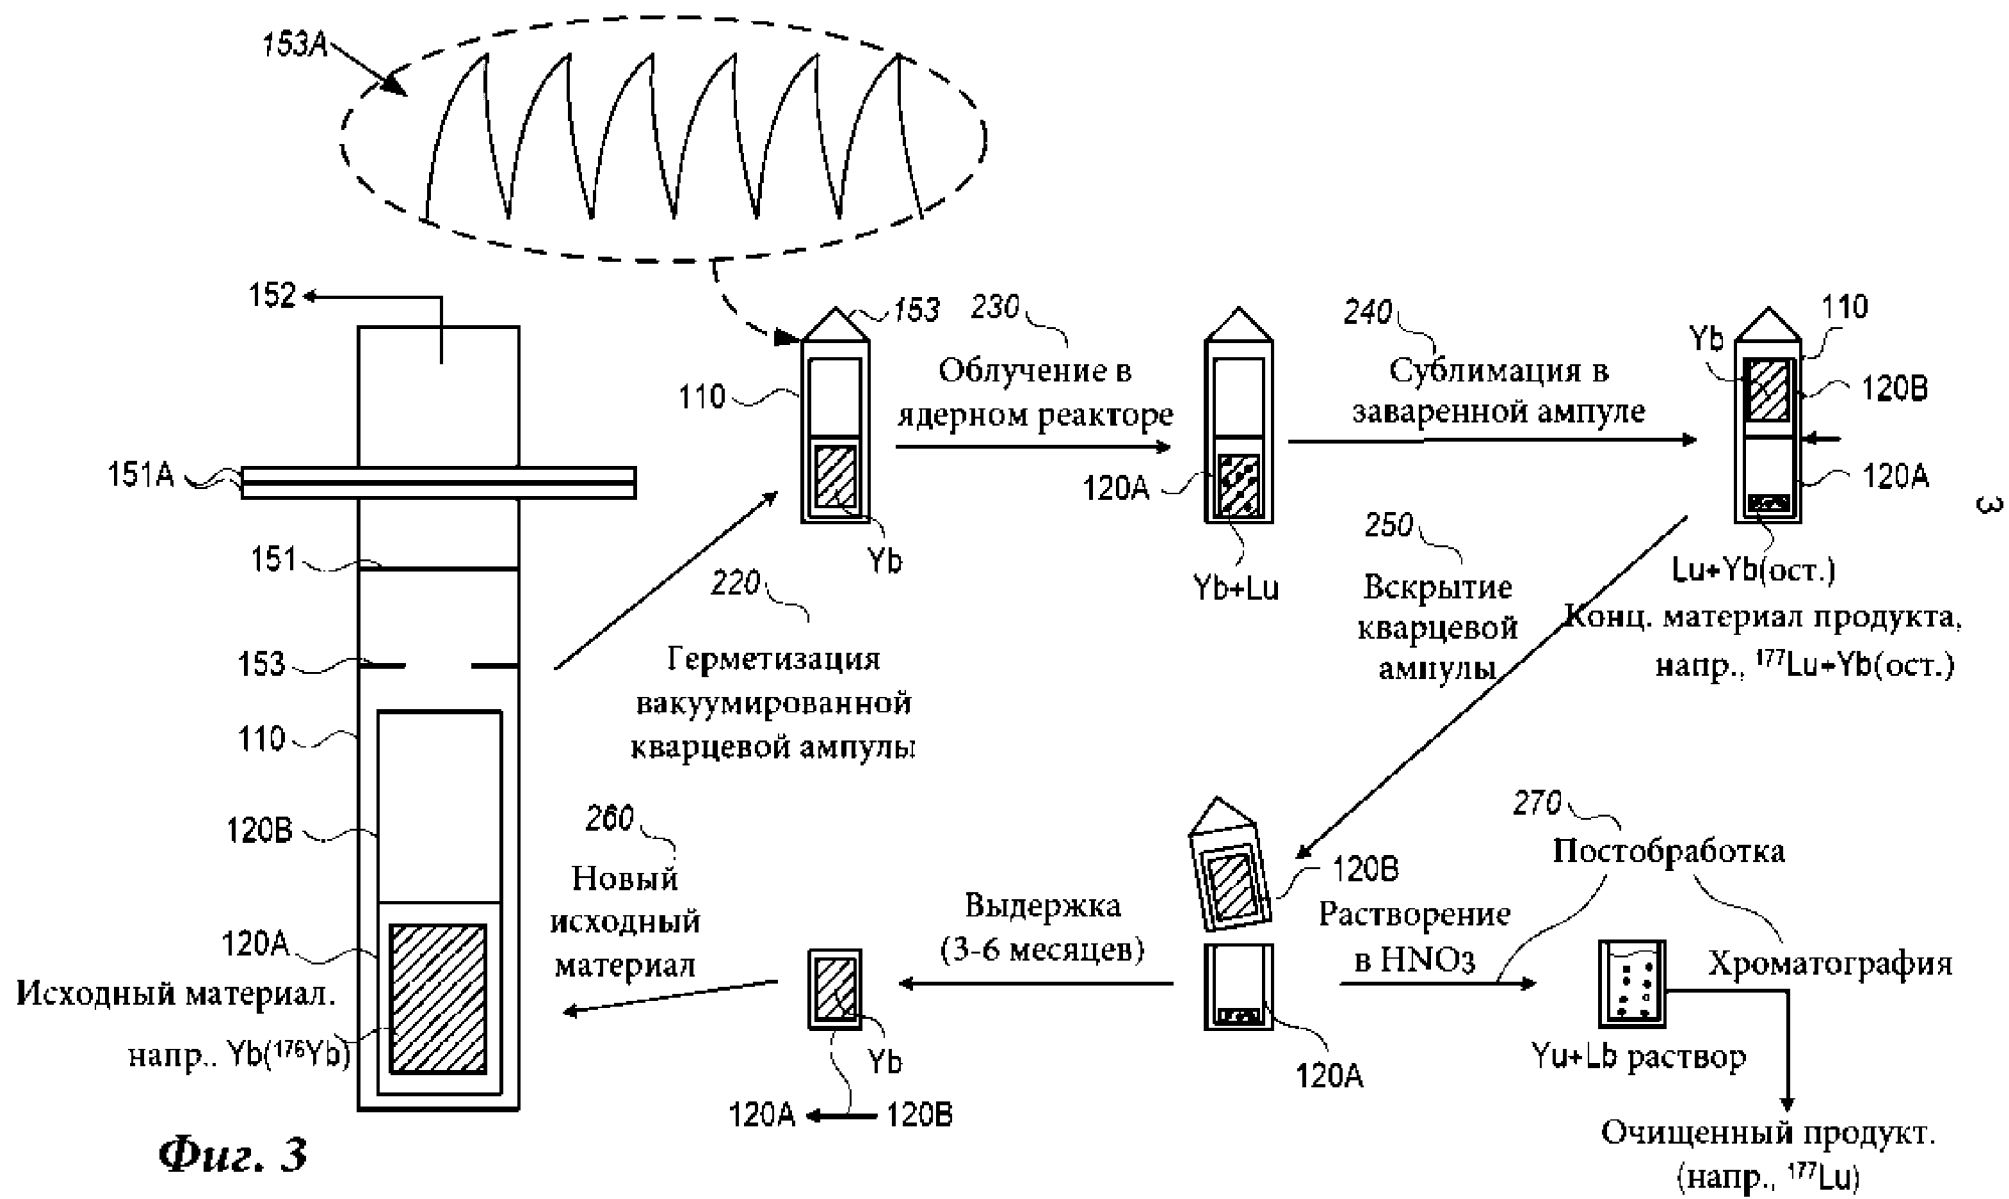 153A
152
151A
151
153
110
120B
120A
Исходный материал.
напр.. Yb(¹⁷⁶Yb)
220
Герметизация
вакуумированной
кварцевой ампулы
153
110
Yb
230
Облучение в
ядерном реакторе
120A
Yb+Lu
240
Сублимация в
заваренной ампуле
Yb
110
120B
120A
Lu+Yb(ост.)
Конц. материал продукта,
напр., ¹⁷⁷Lu+Yb(ост.)
3
250
Вскрытие
кварцевой
ампулы
120B
120A
260
Новый
исходный
материал
Выдержка
(3-6 месяцев)
Yb
120A
120B
270
Постобработка
Растворение
в HNO3
Хроматография
Yu+Lb раствор
Очищенный продукт.
(напр., ¹⁷⁷Lu)
Фиг. 3